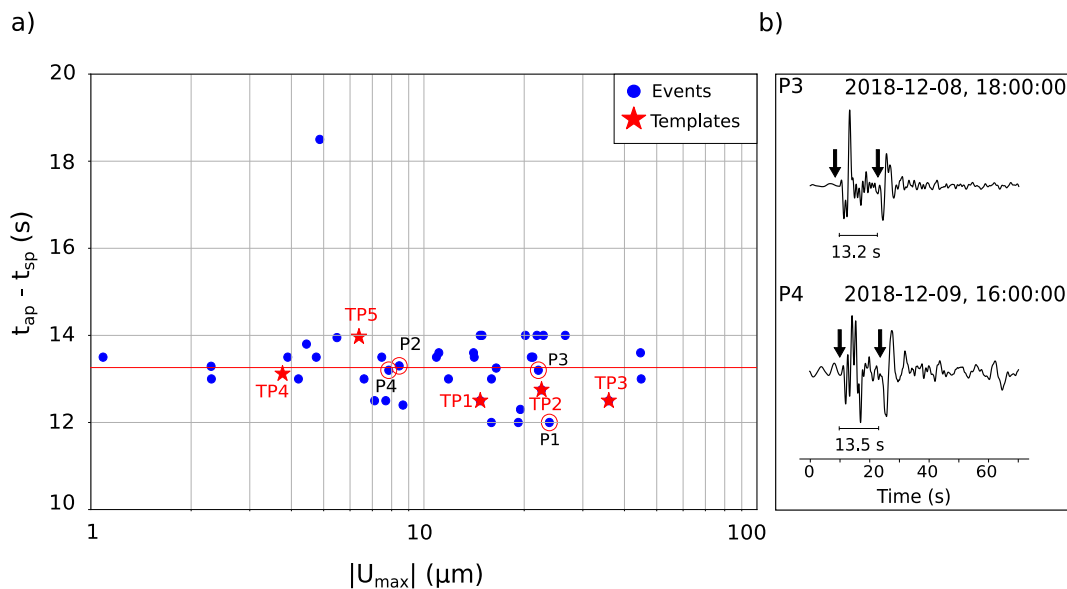 a)
b)
20
18
16
14
12
10
t_ap - t_sp (s)
1
10
100
|U_max| (μm)
Events
Templates
TP5
P2
P4
TP4
P3
TP3
TP1
TP2
P1
P3 2018-12-08, 18:00:00
13.2 s
P4 2018-12-09, 16:00:00
13.5 s
0 20 40 60
Time (s)